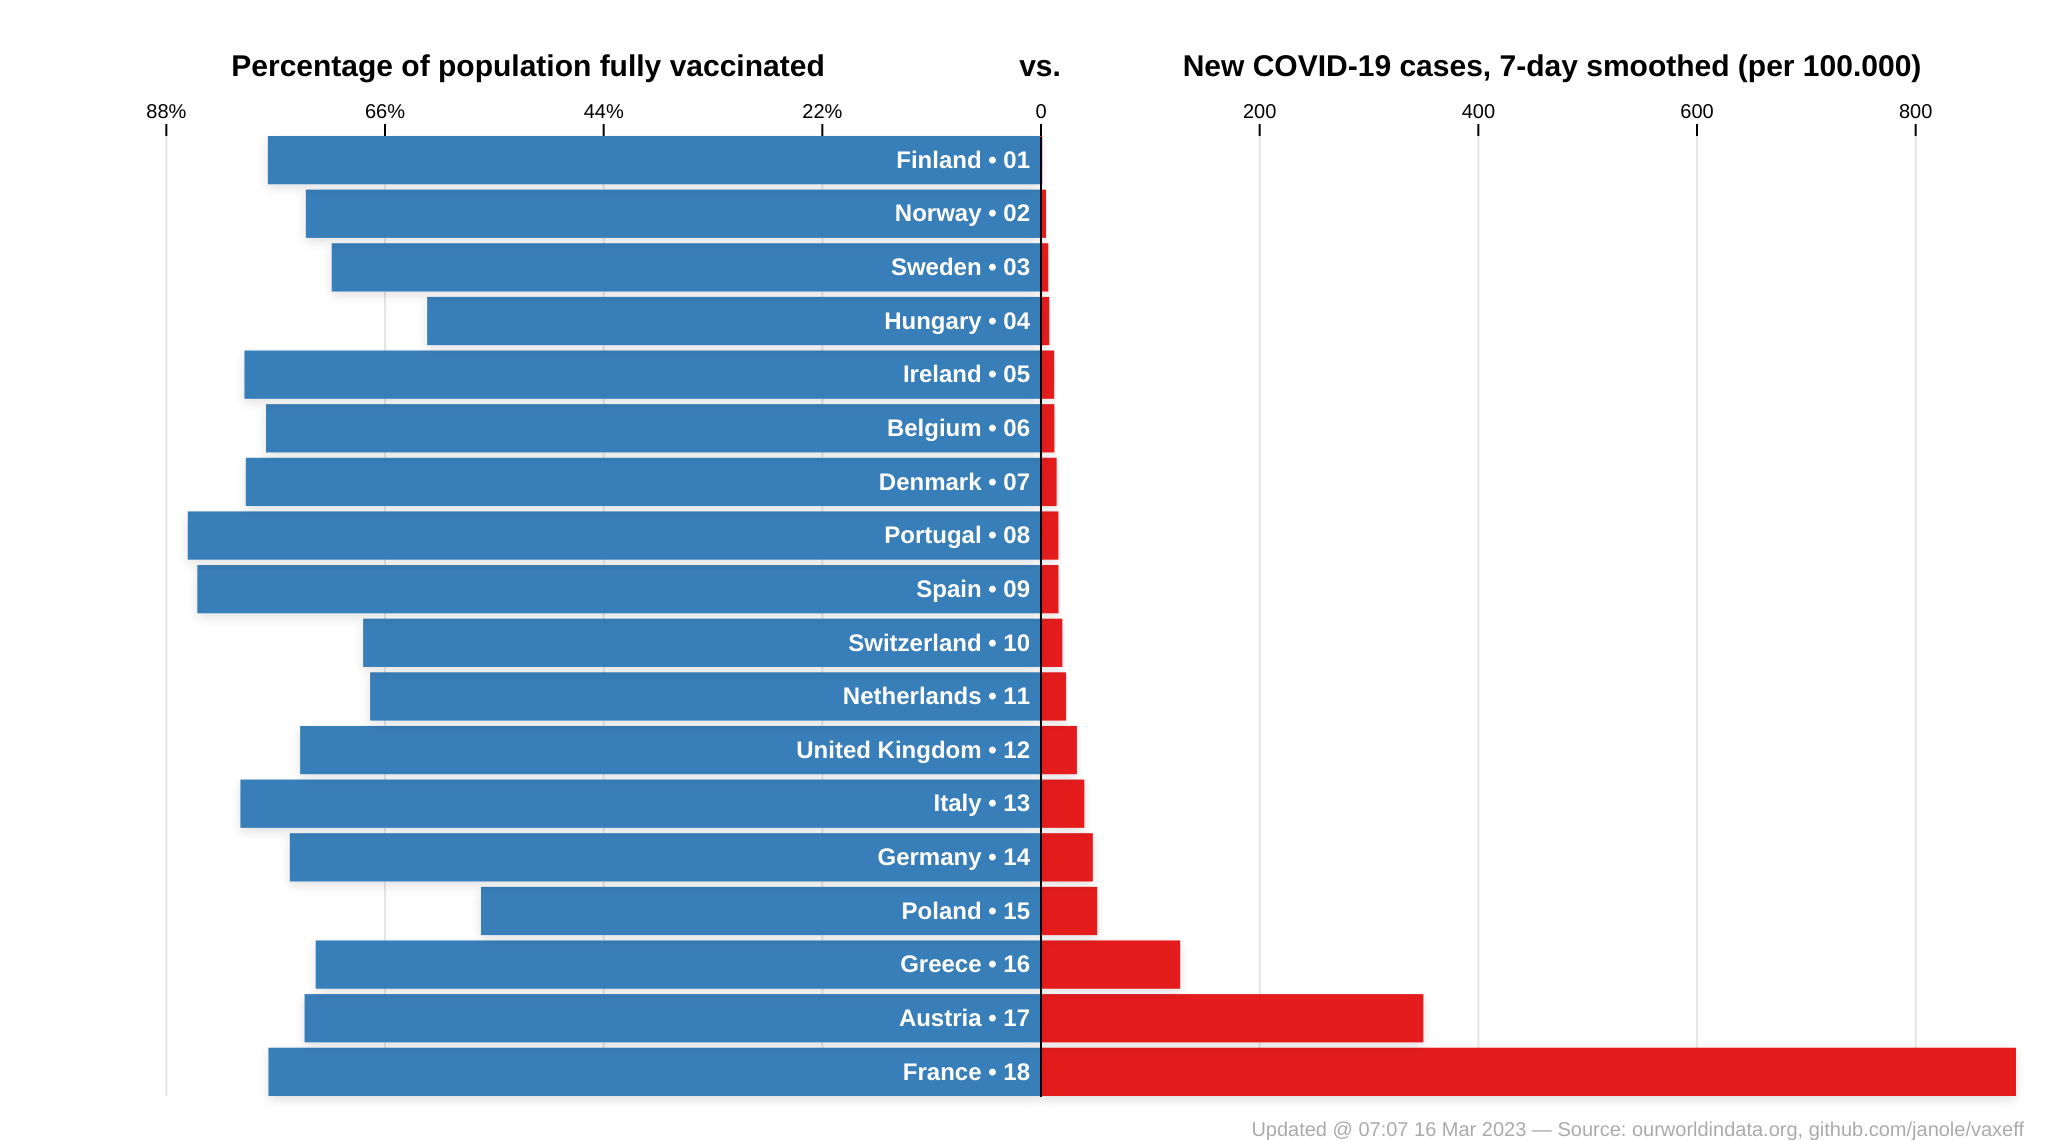 Percentage of population fully vaccinated vs. New COVID-19 cases, 7-day smoothed (per 100.000)
88% 66% 44% 22% 0 200 400 600 800
Finland • 01
Norway • 02
Sweden • 03
Hungary • 04
Ireland • 05
Belgium • 06
Denmark • 07
Portugal • 08
Spain • 09
Switzerland • 10
Netherlands • 11
United Kingdom • 12
Italy • 13
Germany • 14
Poland • 15
Greece • 16
Austria • 17
France • 18
Updated @ 07:07 16 Mar 2023 — Source: ourworldindata.org, github.com/janole/vaxeff